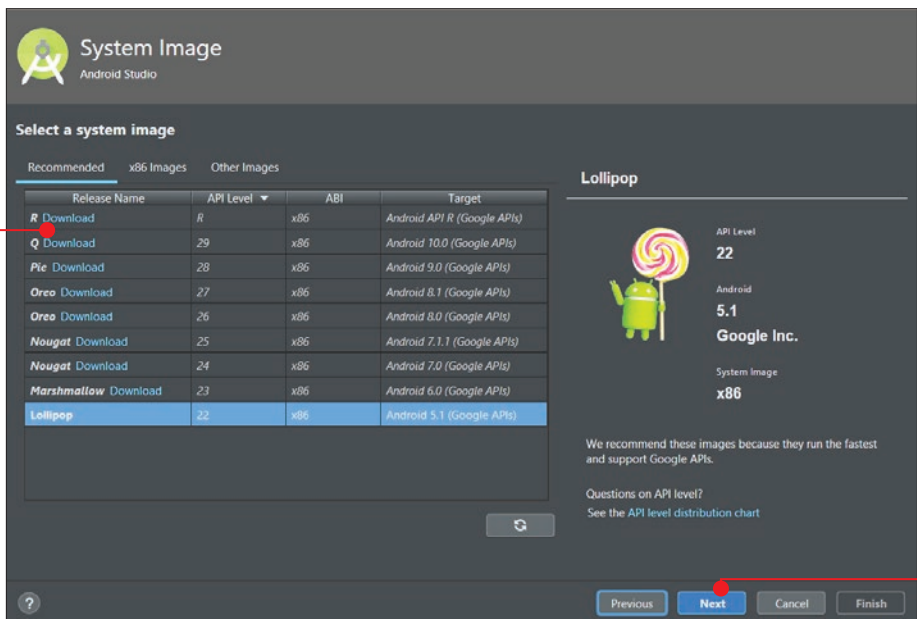 System Image
Android Studio
Select a system image
Recommended x86 Images Other Images
Release Name API Level ABI Target
R Download R x86 Android API R (Google APIs)
Q Download 29 x86 Android 10.0 (Google APIs)
Pie Download 28 x86 Android 9.0 (Google APIs)
Oreo Download 27 x86 Android 8.1 (Google APIs)
Oreo Download 26 x86 Android 8.0 (Google APIs)
Nougat Download 25 x86 Android 7.1.1 (Google APIs)
Nougat Download 24 x86 Android 7.0 (Google APIs)
Marshmallow Download 23 x86 Android 6.0 (Google APIs)
Lollipop 22 x86 Android 5.1 (Google APIs)
Lollipop
API Level
22
Android
5.1
Google Inc.
System Image
x86
We recommend these images because they run the fastest
and support Google APIs.
Questions on API level?
See the API level distribution chart
? Previous Next Cancel Finish